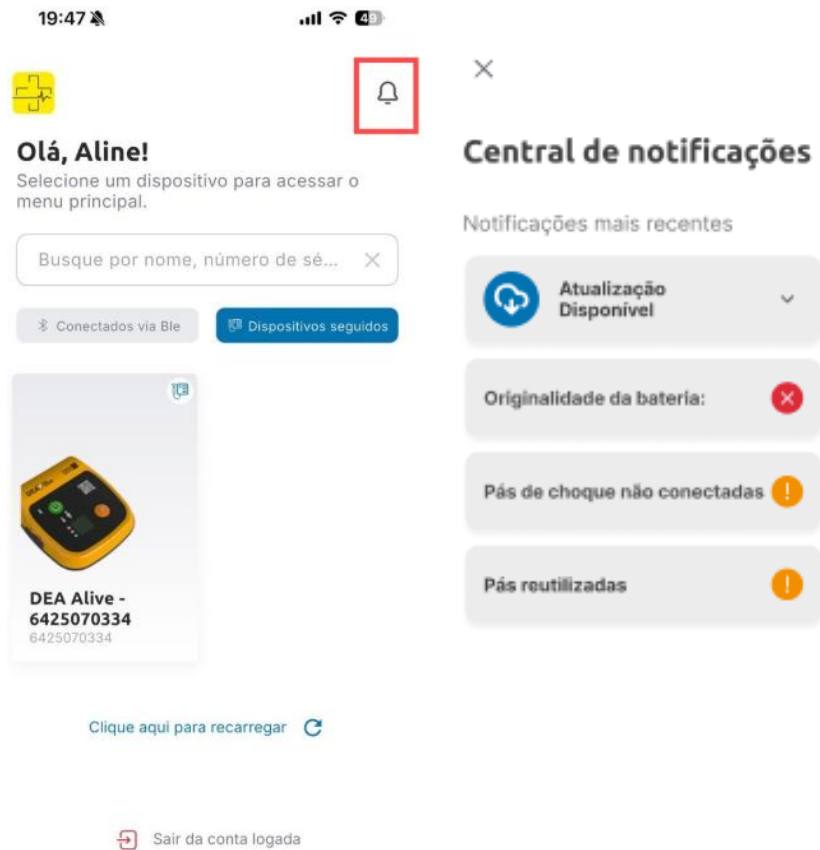 19:47
49
Olá, Aline!
Selecione um dispositivo para acessar o
menu principal.
Busque por nome, número de sé...
Conectados via Ble
Dispositivos seguidos
DEA Alive -
6425070334
6425070334
Clique aqui para recarregar
Sair da conta logada
Central de notificações
Notificações mais recentes
Atualização
Disponível
Originalidade da bateria:
Pás de choque não conectadas
Pás reutilizadas